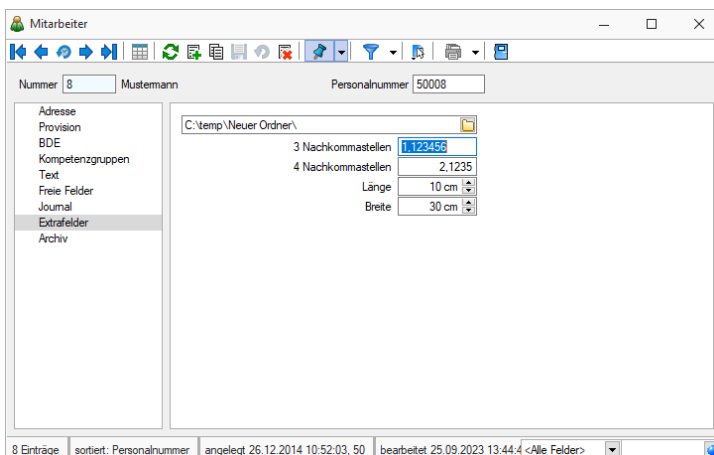 Mitarbeiter
Nummer 8 Mustermann Personalnummer 50008
Adresse
Provision
BDE
Kompetenzgruppen
Text
Freie Felder
Journal
Extrafelder
Archiv
C:\temp\Neuer Ordner\
3 Nachkommastellen 1,123456
4 Nachkommastellen 2,1235
Länge 10 cm
Breite 30 cm
8 Einträge sortiert: Personalnummer angelegt 26.12.2014 10:52:03, 50 bearbeitet 25.09.2023 13:44:4 <Alle Felder>